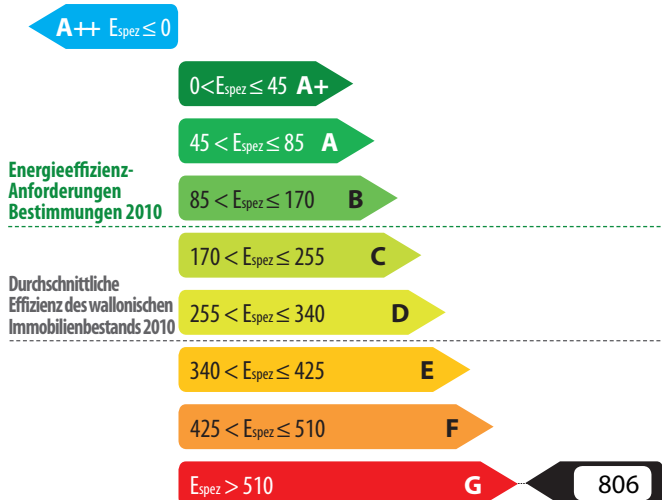 A++ Espez ≤ 0
0<Espez ≤ 45 A+
45 < Espez ≤ 85 A
Energieeffizienz-
Anforderungen
Bestimmungen 2010
85 < Espez ≤ 170 B
170 < Espez ≤ 255 C
Durchschnittliche
Effizienz des wallonischen
Immobilienbestands 2010
255 < Espez ≤ 340 D
340 < Espez ≤ 425 E
425 < Espez ≤ 510 F
Espez > 510 G
806